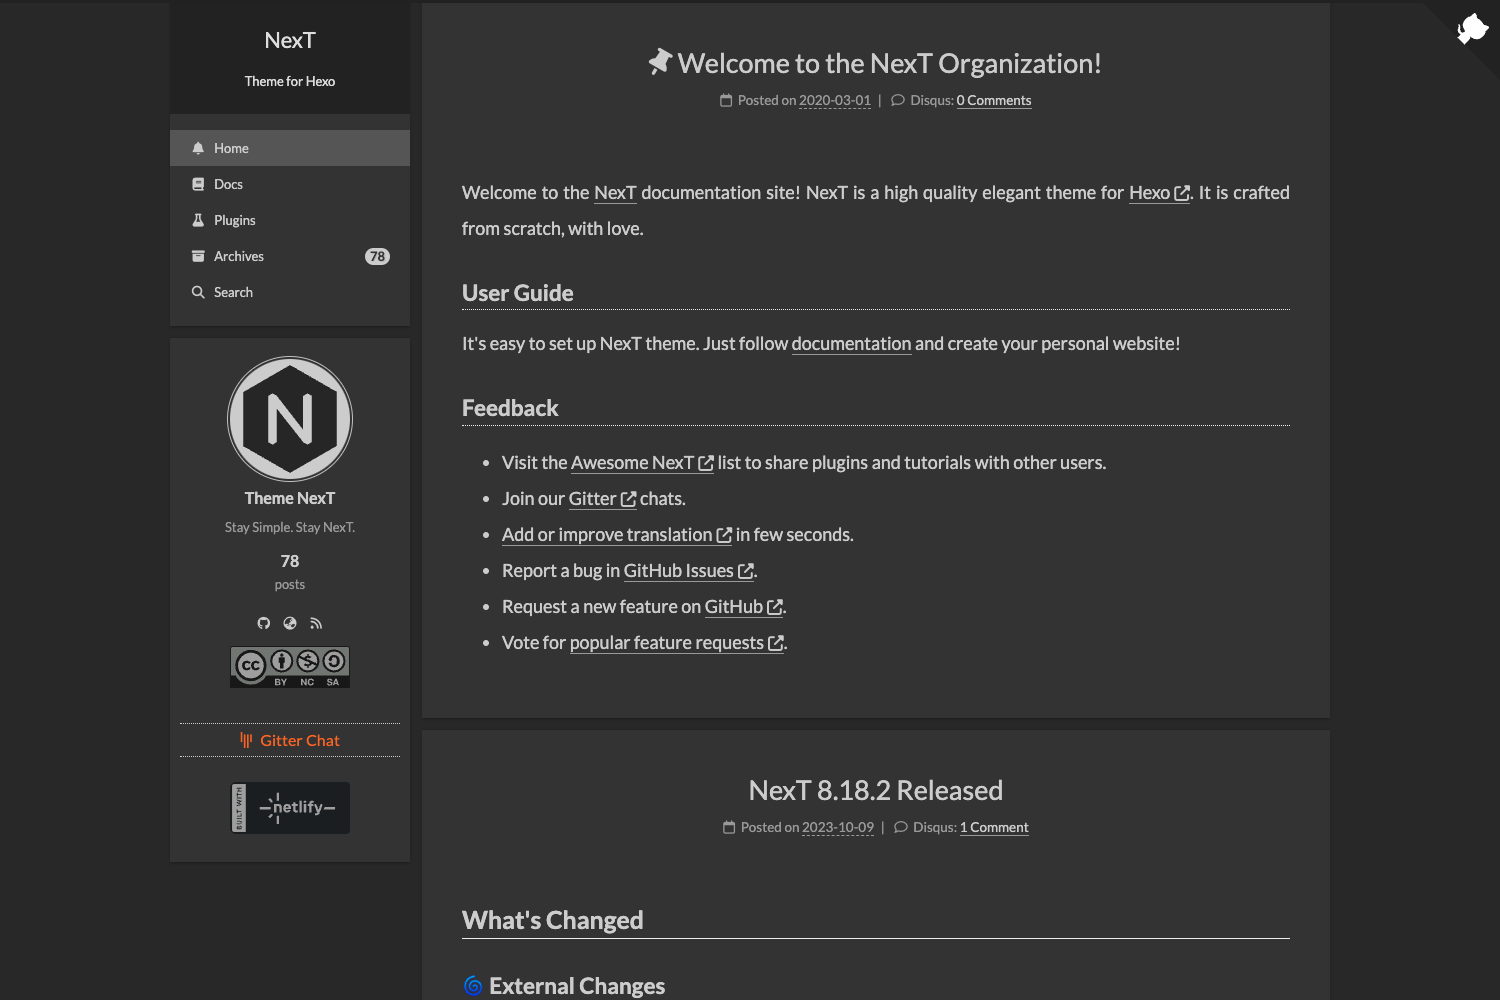 NexT
Theme for Hexo
Home
Docs
Plugins
Archives 78
Search
N
Theme NexT
Stay Simple. Stay NexT.
78
posts
cc
BY NC SA
Gitter Chat
BUILT WITH
netlify
Welcome to the NexT Organization!
Posted on 2020-03-01 | Disqus: 0 Comments
Welcome to the NexT documentation site! NexT is a high quality elegant theme for Hexo. It is crafted
from scratch, with love.
User Guide
It's easy to set up NexT theme. Just follow documentation and create your personal website!
Feedback
• Visit the Awesome NexT list to share plugins and tutorials with other users.
• Join our Gitter chats.
• Add or improve translation in few seconds.
• Report a bug in GitHub Issues.
• Request a new feature on GitHub.
• Vote for popular feature requests.
NexT 8.18.2 Released
Posted on 2023-10-09 | Disqus: 1 Comment
What's Changed
🌀 External Changes